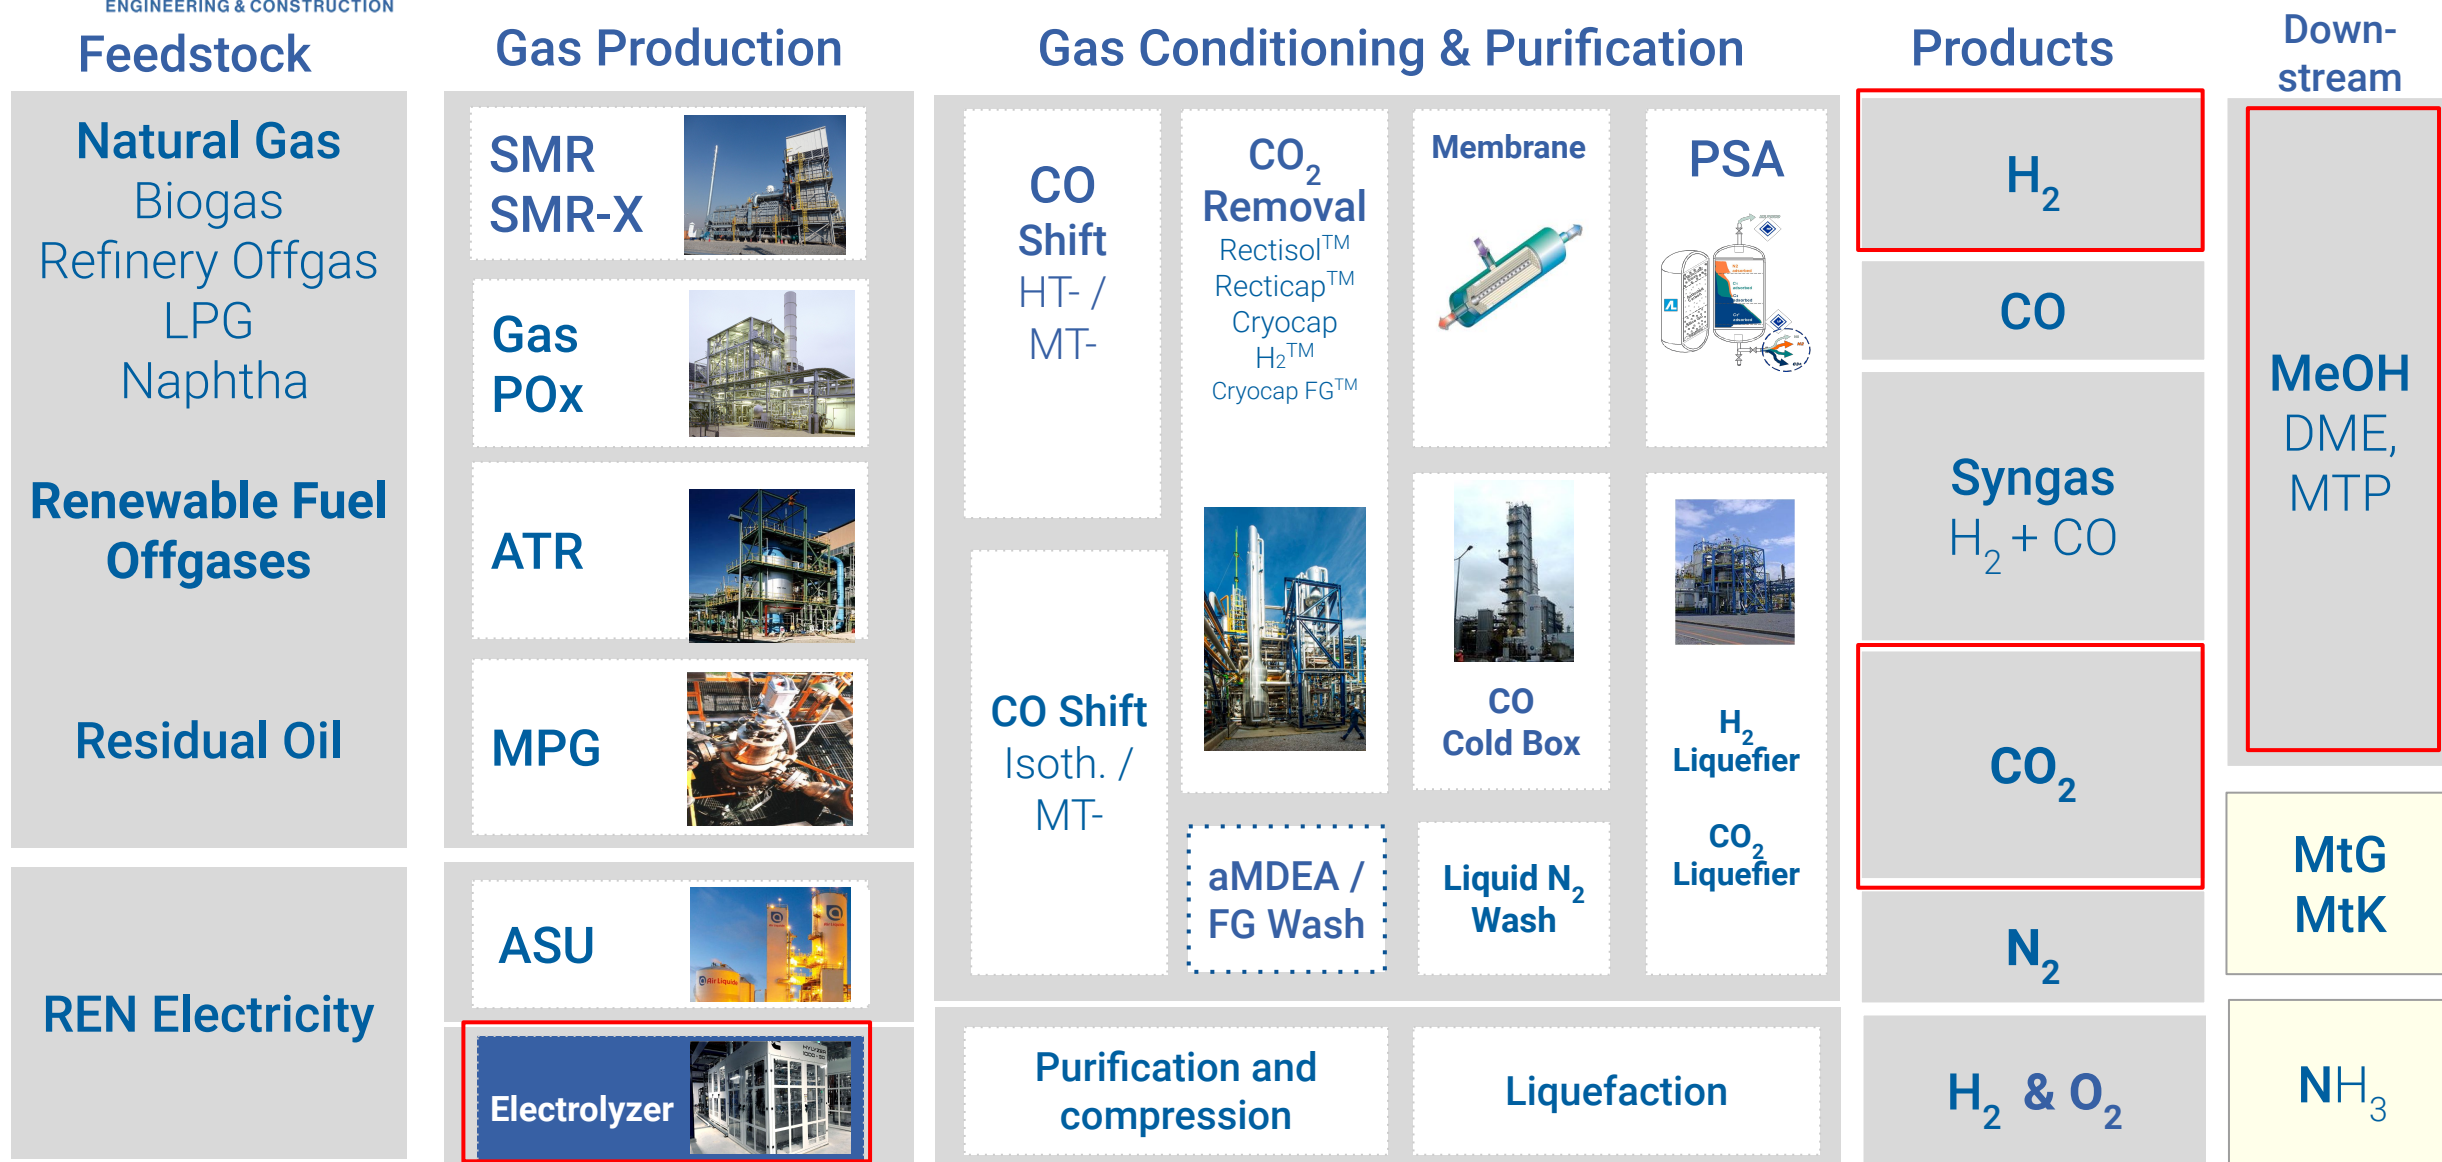 ENGINEERING & CONSTRUCTION
Feedstock
Natural Gas
Biogas
Refinery Offgas
LPG
Naphtha
Renewable Fuel
Offgases
Residual Oil
REN Electricity
Gas Production
SMR
SMR-X
Gas
POx
ATR
MPG
ASU
Air Liquide
Electrolyzer
HYLYZER
Gas Conditioning & Purification
CO
Shift
HT- /
MT-
CO Shift
Isoth. /
MT-
CO2
Removal
Rectisol™
Recticap™
Cryocap
H2™
Cryocap FG™
aMDEA /
FG Wash
Membrane
CO
Cold Box
Liquid N2
Wash
PSA
H2
Liquefier
CO2
Liquefier
Purification and
compression
Liquefaction
Products
H2
CO
Syngas
H2 + CO
CO2
N2
H2 & O2
Down-
stream
MeOH
DME,
MTP
MtG
MtK
NH3